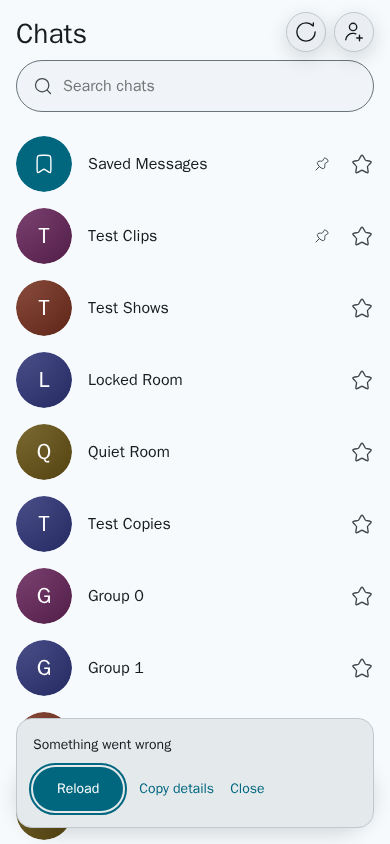 Chats
Search chats
Saved Messages
T Test Clips
T Test Shows
L Locked Room
Q Quiet Room
T Test Copies
G Group 0
G Group 1
Something went wrong
Reload Copy details Close